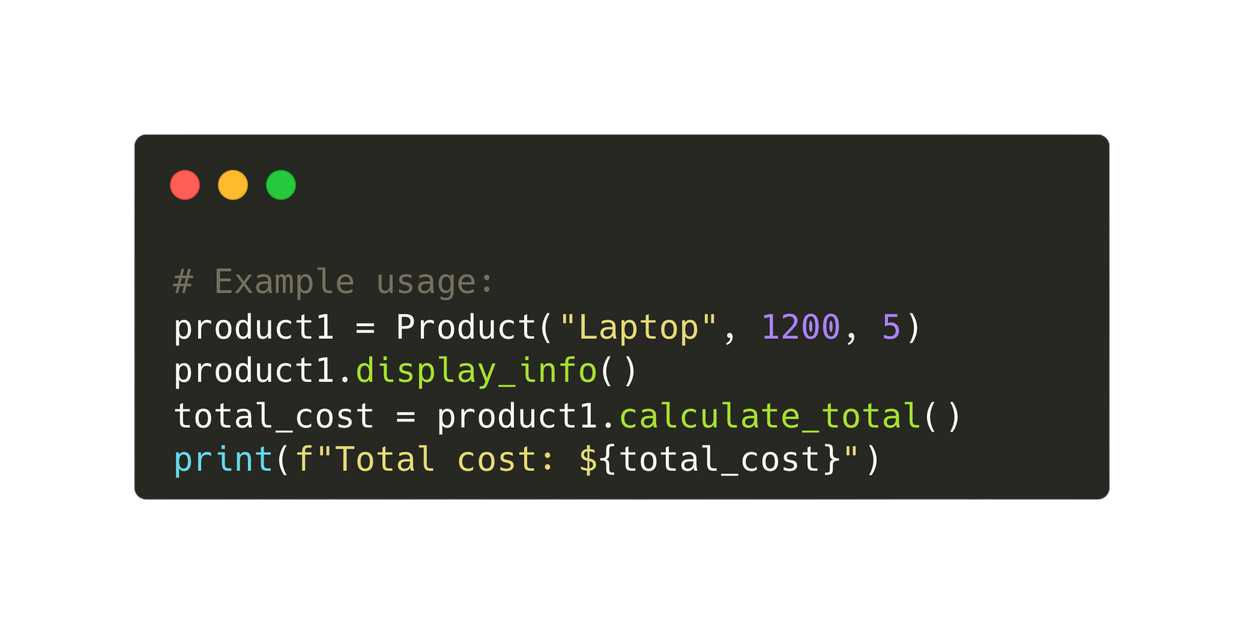 # Example usage:
product1 = Product("Laptop", 1200, 5)
product1.display_info()
total_cost = product1.calculate_total()
print(f"Total cost: ${total_cost}")